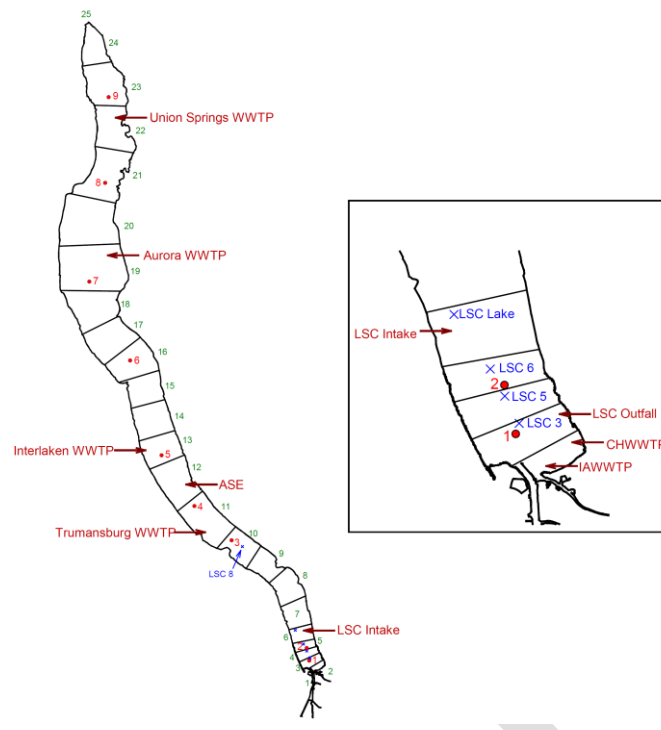 25
24
23
9
Union Springs WWTP
22
8
21
20
Aurora WWTP
19
7
18
17
16
6
15
14
13
Interlaken WWTP
5
12
ASE
4
11
Trumansburg WWTP
10
3
9
LSC 8
8
7
LSC Intake
6
5
2
4
1
3
2
1
LSC Lake
LSC Intake
LSC 6
2
LSC 5
LSC Outfall
LSC 3
1
CHWWTP
IAWWTP